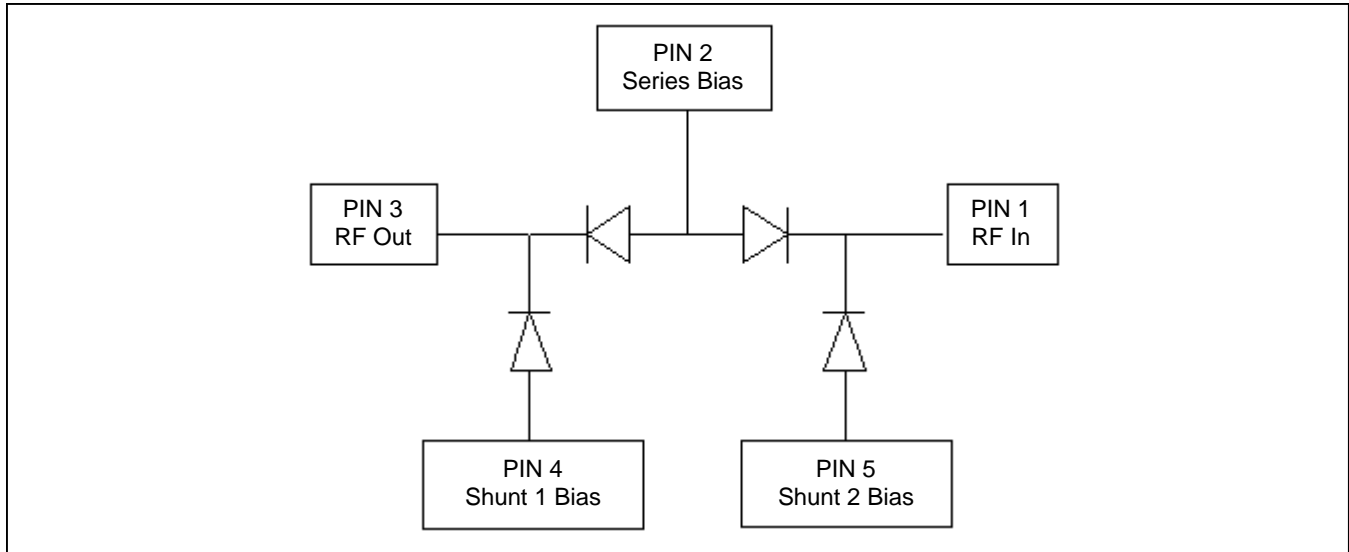 PIN 2
Series Bias
PIN 3
RF Out
PIN 1
RF In
PIN 4
Shunt 1 Bias
PIN 5
Shunt 2 Bias